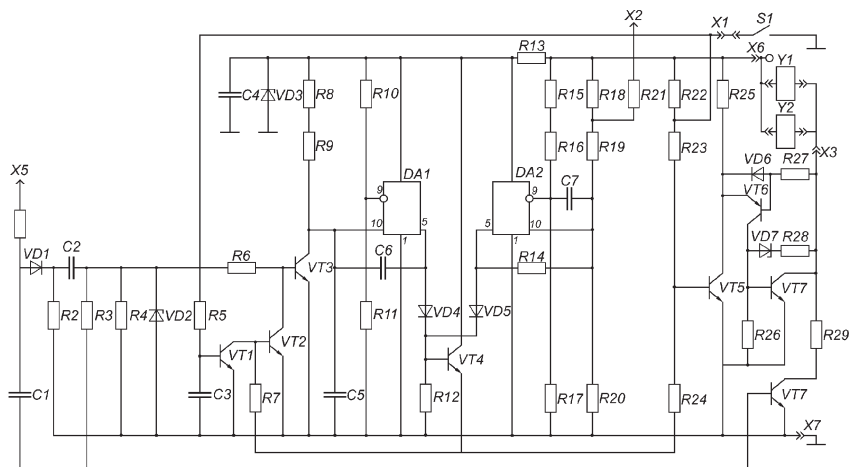 X2 X1 S1
X6 Y1
R13
C4 VD3 R8 R10 R15 R18 R21 R22 R25
Y2
R9 R16 R19 R23 X3
DA1 DA2 VD6 R27
X5 9 9 C7 VT6
10 5 5 10
VD1 C2 R6 C6 1 1 R14 VD7 R28
VT3
R2 R3 R4 VD2 R5 R11 VD4 VD5 VT5 VT7
VT1 VT2 VT4 R26 R29
C1 C3 R7 C5 R12 R17 R20 R24 VT7
X7